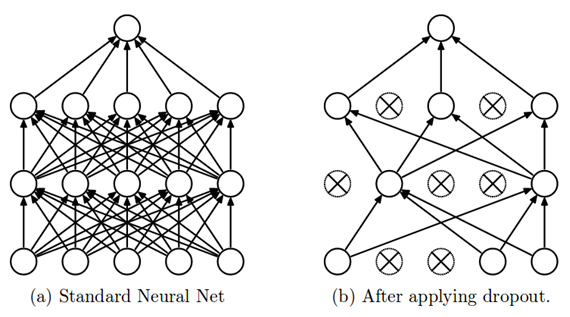 (a) Standard Neural Net
(b) After applying dropout.